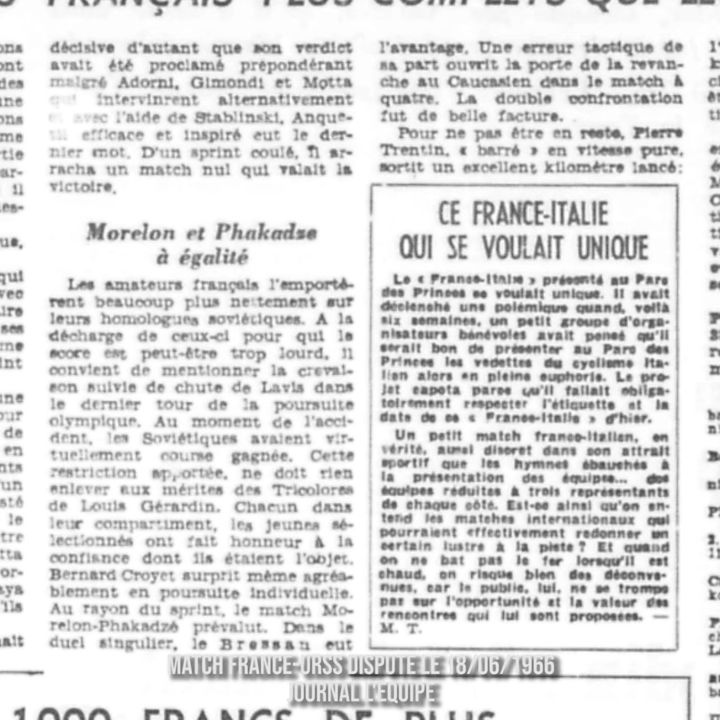 FRANÇAIS PLUS COMPLETS QUE LE
décisive d'autant que son verdict
avait été proclamé prépondérant
malgré Adorni, Gimondi et Motta
qui intervinrent alternativement
avec l'aide de Stablinski, Anque-
til efficace et inspiré eut le der-
nier mot. D'un sprint coulé, il ar-
racha un match nul qui valait la
victoire.
Morelon et Phakadze
à égalité
Les amateurs français l'emportè-
rent beaucoup plus nettement sur
leurs homologues soviétiques. A la
décharge de ceux-ci pour qui le
score est peut-être trop lourd, il
convient de mentionner la crevai-
son suivie de chute de Lavis dans
le dernier tour de la poursuite
olympique. Au moment de l'acci-
dent, les Soviétiques avaient vir-
tuellement course gagnée. Cette
restriction apportée, ne doit rien
enlever aux mérites des Tricolores
de Louis Gérardin. Chacun dans
leur compartiment, les jeunes sé-
lectionnés ont fait honneur à la
confiance dont ils étaient l'objet.
Bernard Croyet surprit même agréa-
blement en poursuite individuelle.
Au rayon du sprint, le match Mo-
relon-Phakadzé prévalut. Dans le
duel singulier, le Bressan eut
l'avantage. Une erreur tactique de
sa part ouvrit la porte de la revan-
che au Caucasien dans le match à
quatre. La double confrontation
fut de belle facture.
Pour ne pas être en reste, Pierre
Trentin, « barré » en vitesse pure,
sortit un excellent kilomètre lancé:
CE FRANCE-ITALIE
QUI SE VOULAIT UNIQUE
Le « France-Italie » présenté au Parc
des Princes se voulait unique. Il avait
déclenché une polémique quand, voilà
six semaines, un petit groupe d'orga-
nisateurs bénévoles avait pensé qu'il
serait bon de présenter au Parc des
Princes les vedettes du cyclisme ita-
lien alors en pleine euphorie. Le pro-
jet capota parce qu'il fallait obliga-
toirement respecter l'étiquette et la
date de ce « France-Italie » d'hier.
Un petit match franco-italien, en
vérité, aussi discret dans son attrait
sportif que les hymnes ébauchés à
la présentation des équipes... des
équipes réduites à trois représentants
de chaque côté. Est-ce ainsi qu'on en-
tend les matches internationaux qui
pourraient effectivement redonner un
certain lustre à la piste ? Et quand
on ne bat pas le fer lorsqu'il est
chaud, on risque bien des déconve-
nues, car le public, lui, ne se trompe
pas sur l'opportunité et la valeur des
rencontres qui lui sont proposées. —
M. T.
MATCH FRANCE-URSS DISPUTE LE 18/06/1966
JOURNAL L'EQUIPE
1.000 FRANCS DE PLUS